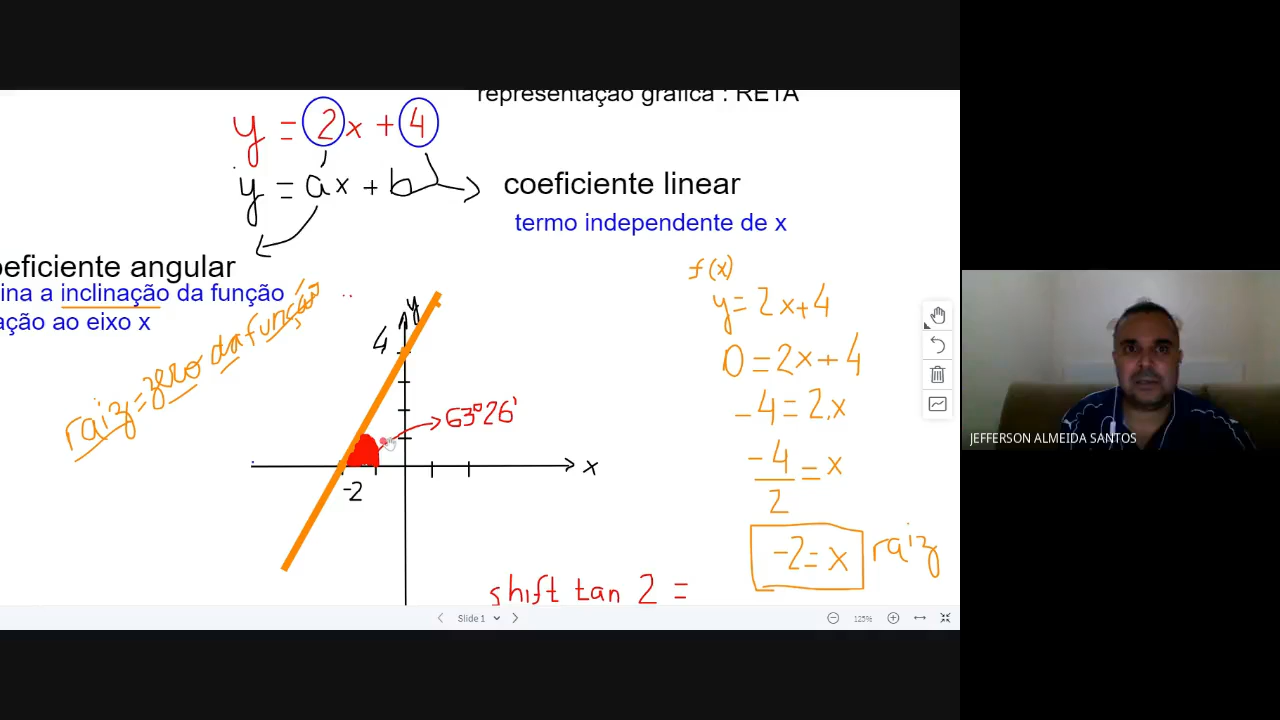 representação gráfica : RETA
y = 2x + 4
y = ax + b
coeficiente linear
termo independente de x
oeficiente angular
ina a inclinação da função
ação ao eixo x
raiz = zero da função
y
4
63º26'
-2
x
f(x)
y = 2x+4
0 = 2x + 4
-4 = 2.x
-4
2
= x
-2 = x
raiz
shift tan 2 =
Slide 1
125%
JEFFERSON ALMEIDA SANTOS